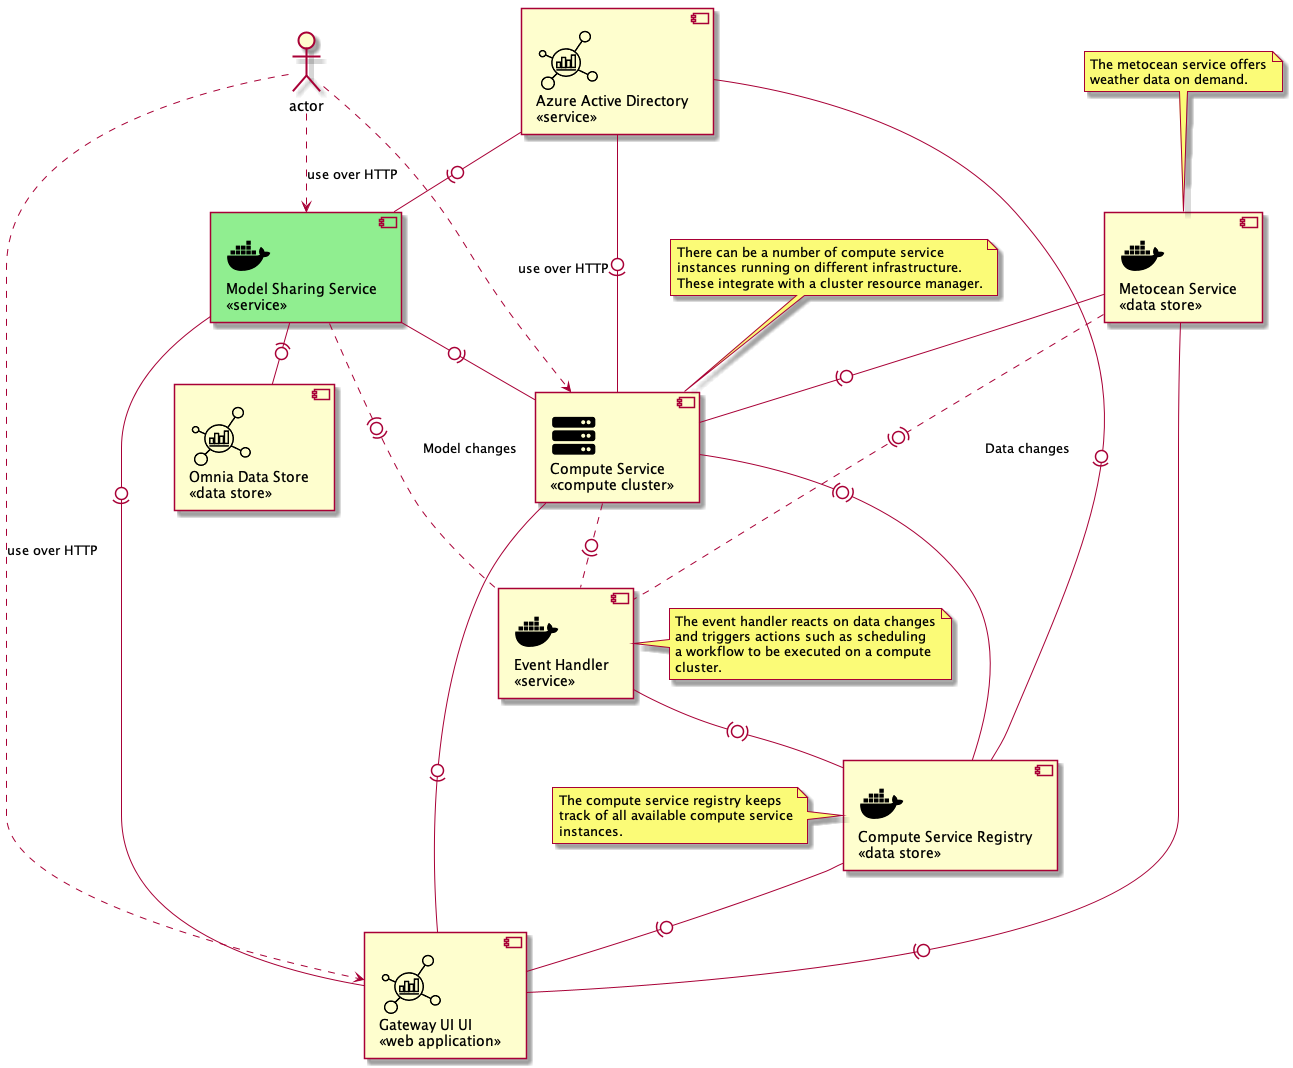 Azure Active Directory
«service»
actor
The metocean service offers
weather data on demand.
use over HTTP
Model Sharing Service
«service»
use over HTTP
There can be a number of compute service
instances running on different infrastructure.
These integrate with a cluster resource manager.
Metocean Service
«data store»
Omnia Data Store
«data store»
Model changes
Compute Service
«compute cluster»
Data changes
use over HTTP
Event Handler
«service»
The event handler reacts on data changes
and triggers actions such as scheduling
a workflow to be executed on a compute
cluster.
The compute service registry keeps
track of all available compute service
instances.
Compute Service Registry
«data store»
Gateway UI UI
«web application»